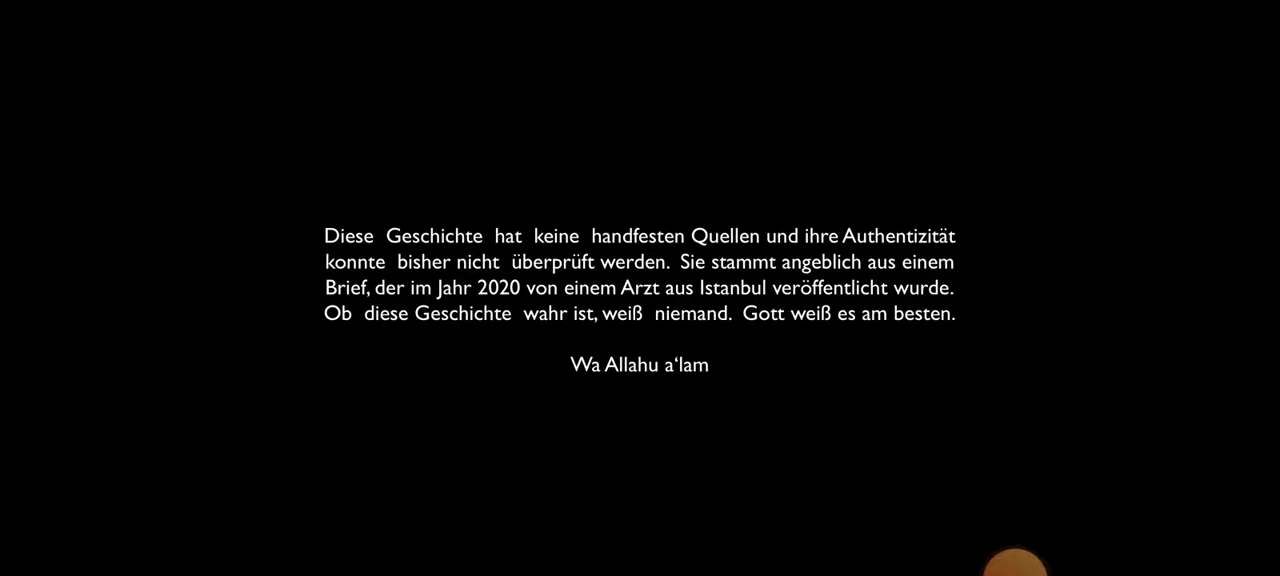 Diese Geschichte hat keine handfesten Quellen und ihre Authentizität
konnte bisher nicht überprüft werden. Sie stammt angeblich aus einem
Brief, der im Jahr 2020 von einem Arzt aus Istanbul veröffentlicht wurde.
Ob diese Geschichte wahr ist, weiß niemand. Gott weiß es am besten.
Wa Allahu a‘lam